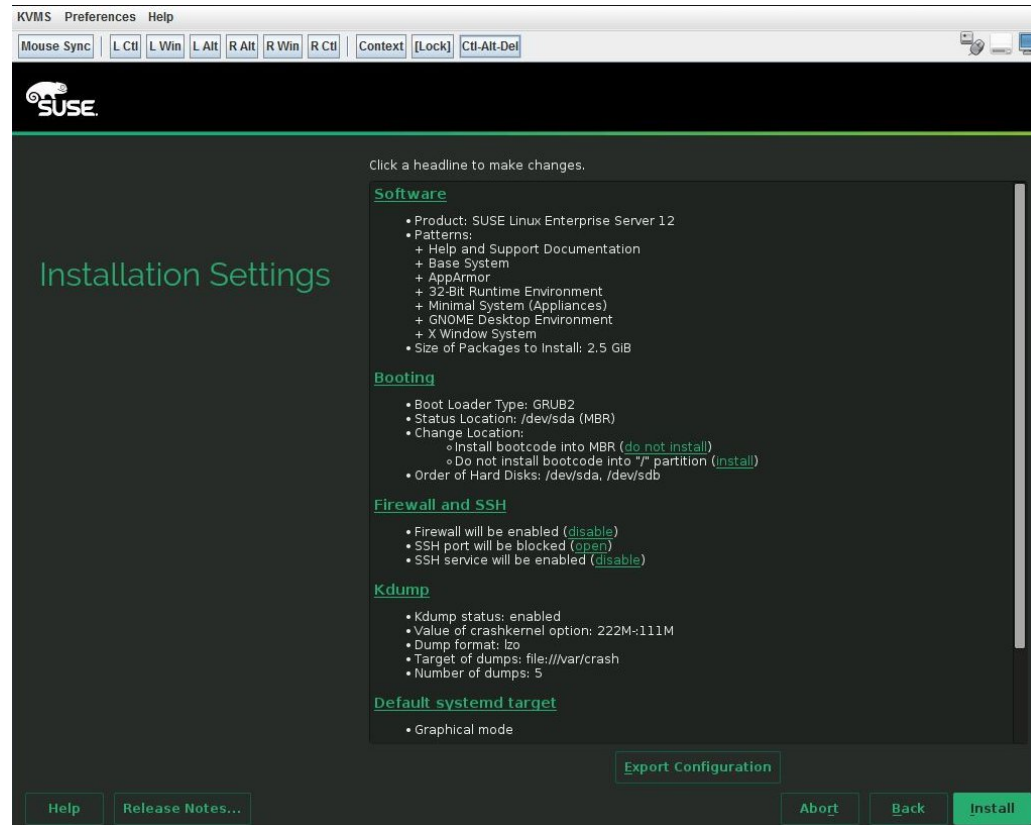 KVMS Preferences Help
Mouse Sync L Ctl L Win L Alt R Alt R Win R Ctl Context [Lock] Ctl-Alt-Del
SUSE.
Click a headline to make changes.
Installation Settings
Software
• Product: SUSE Linux Enterprise Server 12
• Patterns:
+ Help and Support Documentation
+ Base System
+ AppArmor
+ 32-Bit Runtime Environment
+ Minimal System (Appliances)
+ GNOME Desktop Environment
+ X Window System
• Size of Packages to Install: 2.5 GiB
Booting
• Boot Loader Type: GRUB2
• Status Location: /dev/sda (MBR)
• Change Location:
◦ Install bootcode into MBR (do not install)
◦ Do not install bootcode into "/" partition (install)
• Order of Hard Disks: /dev/sda, /dev/sdb
Firewall and SSH
• Firewall will be enabled (disable)
• SSH port will be blocked (open)
• SSH service will be enabled (disable)
Kdump
• Kdump status: enabled
• Value of crashkernel option: 222M-:111M
• Dump format: lzo
• Target of dumps: file:///var/crash
• Number of dumps: 5
Default systemd target
• Graphical mode
Export Configuration
Help Release Notes... Abort Back Install